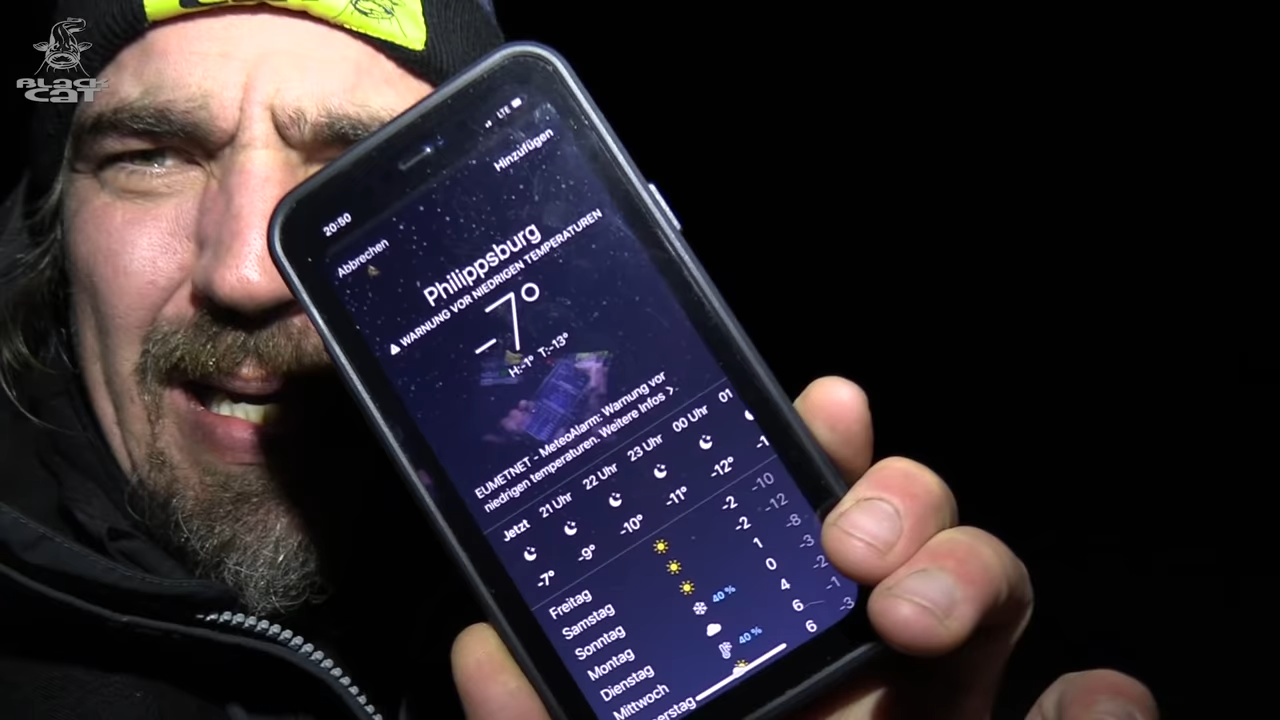 BLACK
CAT
LTE
20:50
Abbrechen
Hinzufügen
Philippsburg
WARNUNG VOR NIEDRIGEN TEMPERATUREN
-7°
H:-1° T:-13°
EUMETNET - MeteoAlarm: Warnung vor
niedrigen temperaturen. Weitere Infos >
Jetzt 21 Uhr 22 Uhr 23 Uhr 00 Uhr 01
-7° -9° -10° -11° -12° -1
Freitag -2 -10
Samstag -2 -12
Sonntag 1 -8
Montag 40 % 0 -3
Dienstag 4 -2
Mittwoch 40 % 6 -1
nerstag 6 -3